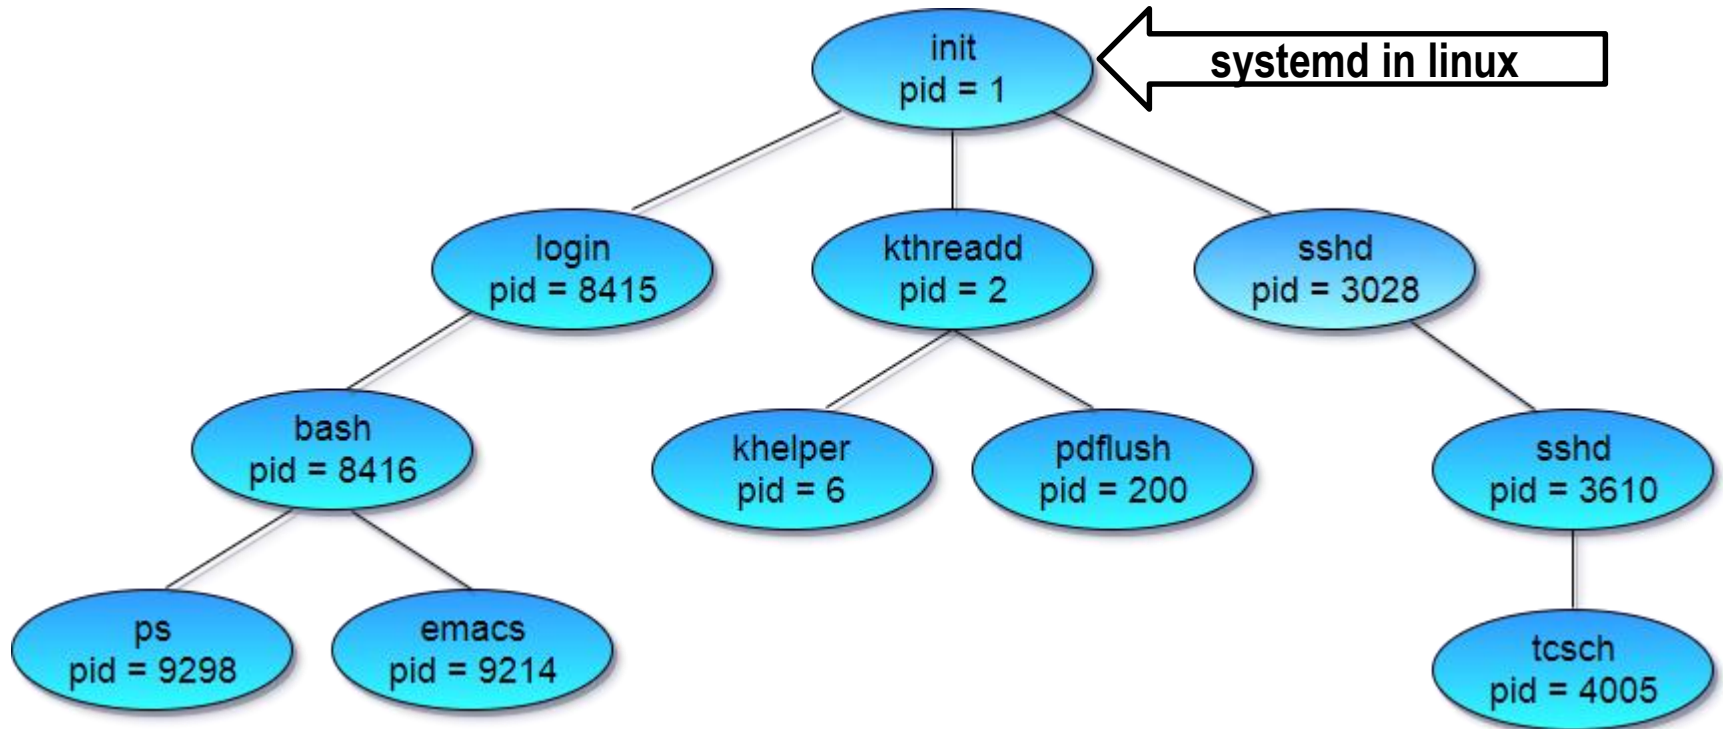 init
pid = 1
systemd in linux
login
pid = 8415
kthreadd
pid = 2
sshd
pid = 3028
bash
pid = 8416
khelper
pid = 6
pdflush
pid = 200
sshd
pid = 3610
ps
pid = 9298
emacs
pid = 9214
tcsch
pid = 4005